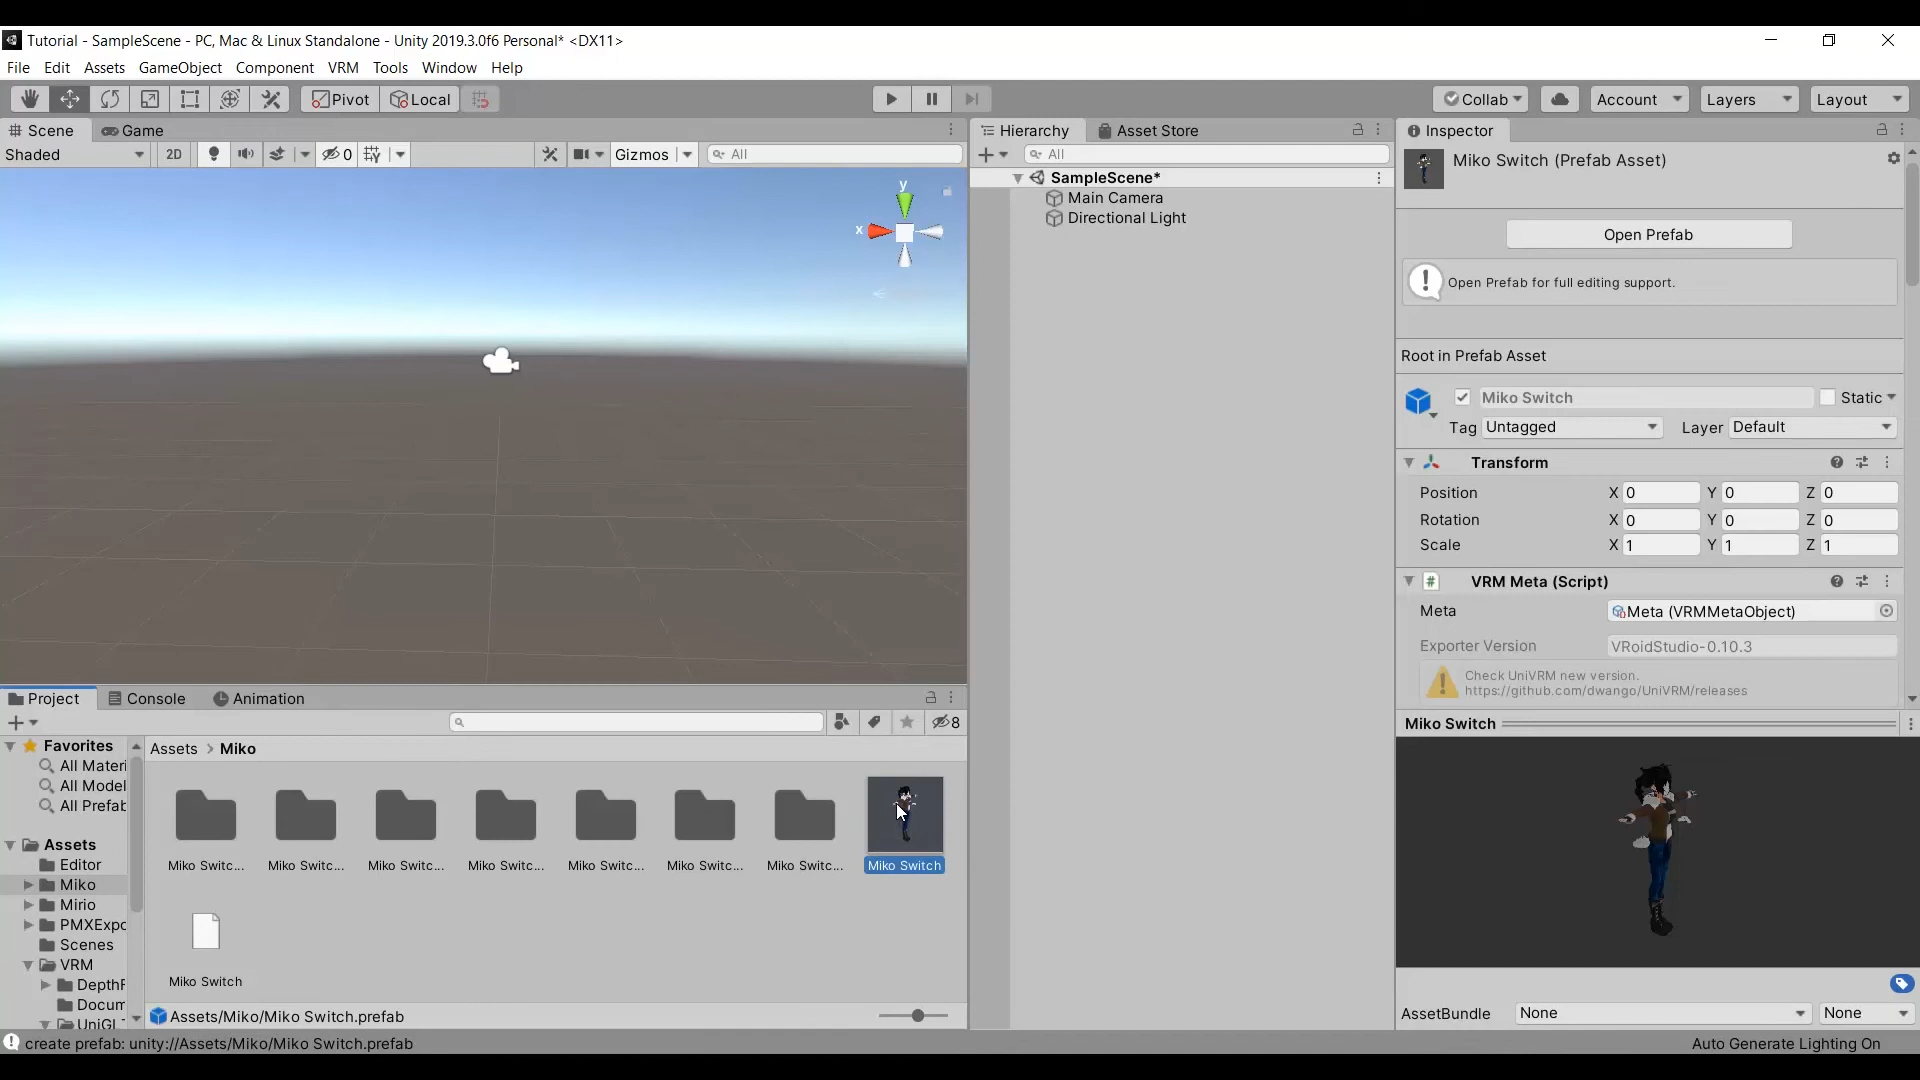 Tutorial - SampleScene - PC, Mac & Linux Standalone - Unity 2019.3.0f6 Personal* <DX11>
File Edit Assets GameObject Component VRM Tools Window Help
Pivot Local Collab Account Layers Layout
Scene Game
Shaded 2D 0 Gizmos All
y
x
Hierarchy Asset Store
All
SampleScene*
Main Camera
Directional Light
Inspector
Miko Switch (Prefab Asset)
Open Prefab
Open Prefab for full editing support.
Root in Prefab Asset
Miko Switch Static
Tag Untagged Layer Default
Transform
Position X 0 Y 0 Z 0
Rotation X 0 Y 0 Z 0
Scale X 1 Y 1 Z 1
VRM Meta (Script)
Meta Meta (VRMMetaObject)
Exporter Version VRoidStudio-0.10.3
Check UniVRM new version.
https://github.com/dwango/UniVRM/releases
Miko Switch
AssetBundle None None
Project Console Animation
8
Favorites
All Materi
All Model
All Prefab
Assets
Editor
Miko
Mirio
PMXExpo
Scenes
VRM
DepthF
Docum
UniGLT
Assets > Miko
Miko Switc... Miko Switc... Miko Switc... Miko Switc... Miko Switc... Miko Switc... Miko Switc... Miko Switch
Miko Switch
Assets/Miko/Miko Switch.prefab
create prefab: unity://Assets/Miko/Miko Switch.prefab
Auto Generate Lighting On